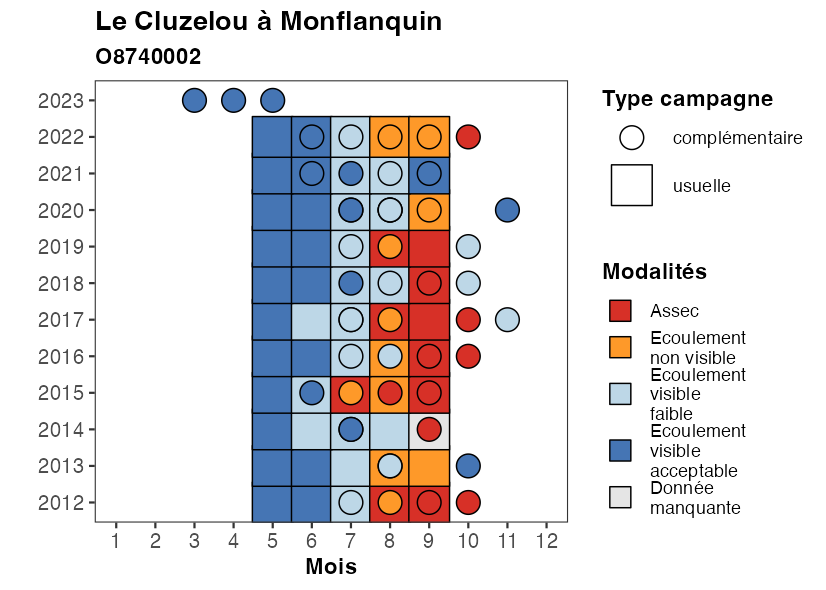 Le Cluzelou à Monflanquin
O8740002
2023
2022
2021
2020
2019
2018
2017
2016
2015
2014
2013
2012
1 2 3 4 5 6 7 8 9 10 11 12
Mois
Type campagne
complémentaire
usuelle
Modalités
Assec
Ecoulement
non visible
Ecoulement
visible
faible
Ecoulement
visible
acceptable
Donnée
manquante